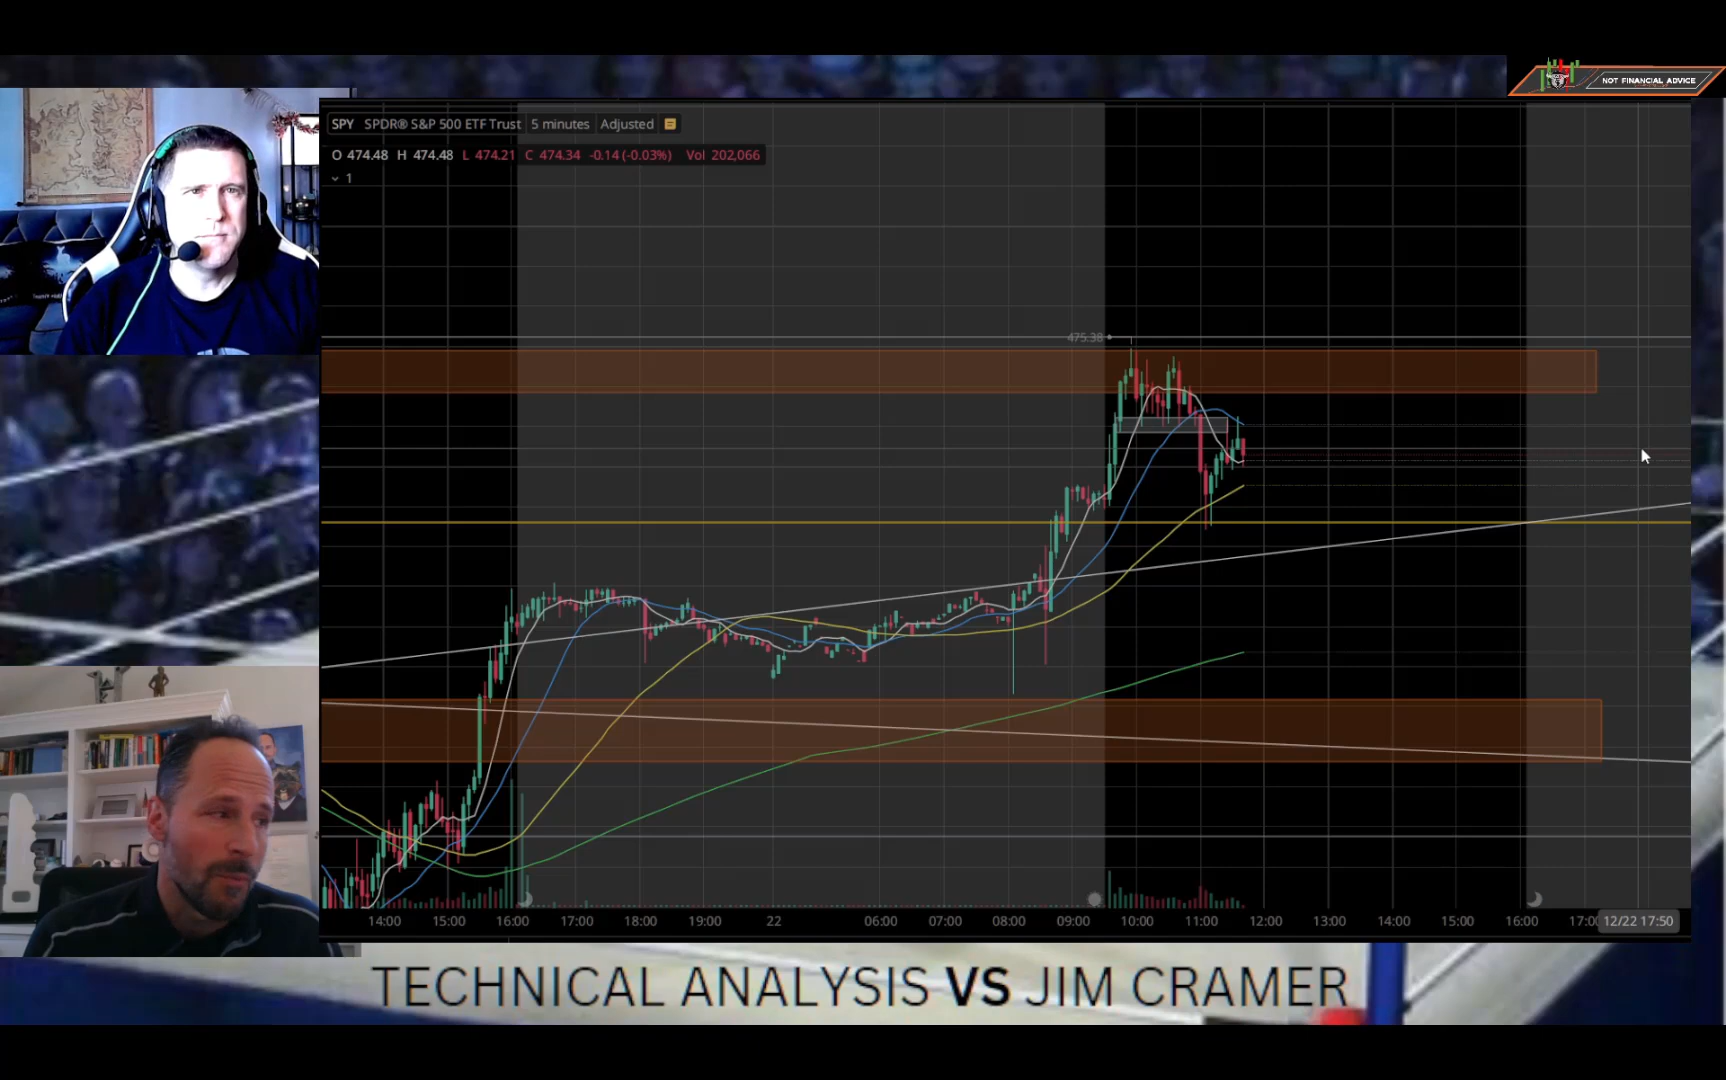 NOT FINANCIAL ADVICE
SPY SPDR® S&P 500 ETF Trust 5 minutes Adjusted
O 474.48 H 474.48 L 474.21 C 474.34 -0.14 (-0.03%) Vol 202,066
1
475.38
14:00 15:00 16:00 17:00 18:00 19:00 22 06:00 07:00 08:00 09:00 10:00 11:00 12:00 13:00 14:00 15:00 16:00 17:0 12/22 17:50
TECHNICAL ANALYSIS VS JIM CRAMER